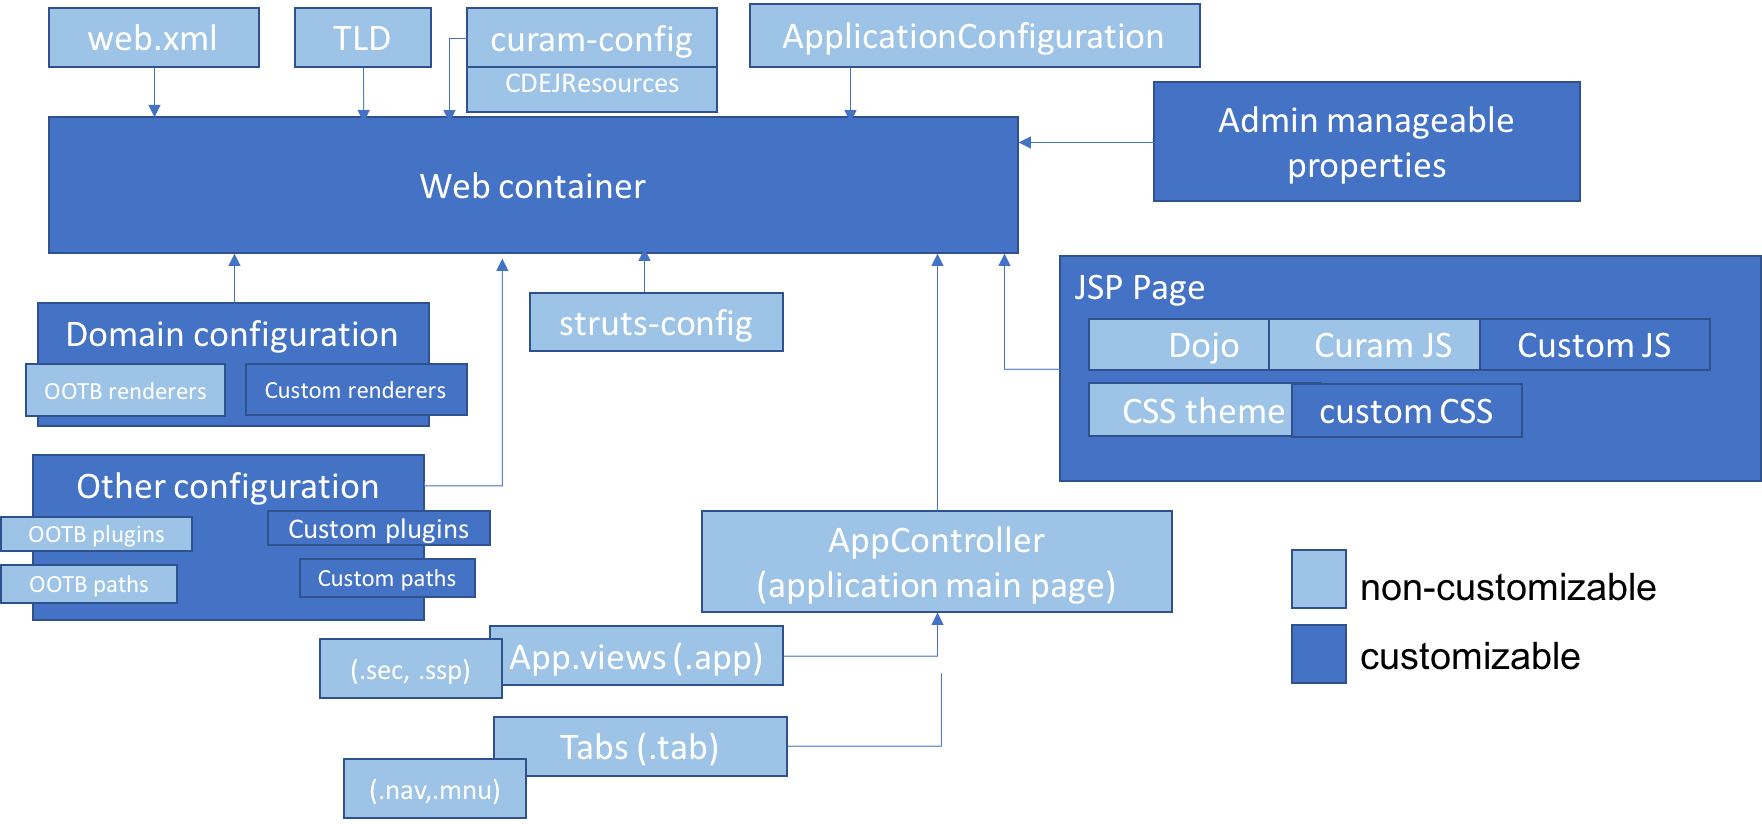 web.xml
TLD
curam-config
CDEJResources
ApplicationConfiguration
Admin manageable
properties
Web container
JSP Page
Dojo
Curam JS
Custom JS
CSS theme
custom CSS
Domain configuration
OOTB renderers
Custom renderers
struts-config
Other configuration
OOTB plugins
Custom plugins
OOTB paths
Custom paths
AppController
(application main page)
(.sec, .ssp)
App.views (.app)
Tabs (.tab)
(.nav,.mnu)
non-customizable
customizable